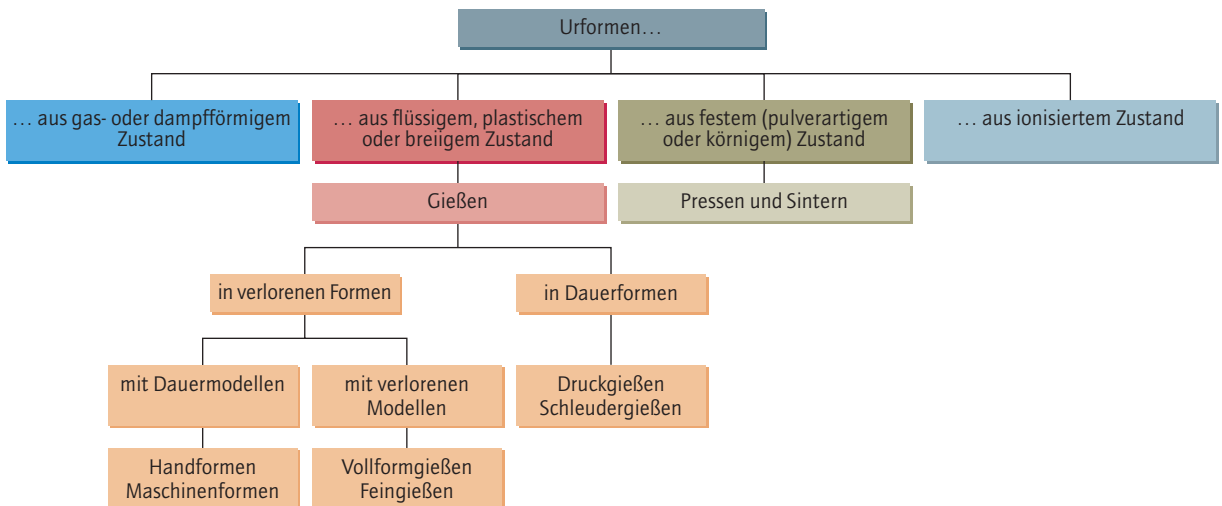 Urformen…
… aus gas- oder dampfförmigem
Zustand
… aus flüssigem, plastischem
oder breiigem Zustand
… aus festem (pulverartigem
oder körnigem) Zustand
… aus ionisiertem Zustand
Gießen
Pressen und Sintern
in verlorenen Formen
in Dauerformen
mit Dauermodellen
mit verlorenen
Modellen
Druckgießen
Schleudergießen
Handformen
Maschinenformen
Vollformgießen
Feingießen